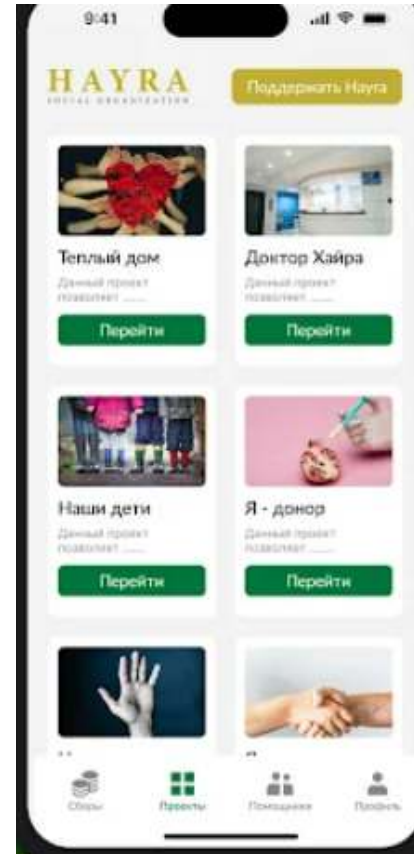 9:41
HAYRA
SOCIAL ORGANIZATION
Поддержать Hayra
Теплый дом
Данный проект
позволяет ........
Перейти
Доктор Хайра
Данный проект
позволяет ........
Перейти
Наши дети
Данный проект
позволяет ........
Перейти
Я - донор
Данный проект
позволяет ........
Перейти
Сборы
Проекты
Помощники
Профиль